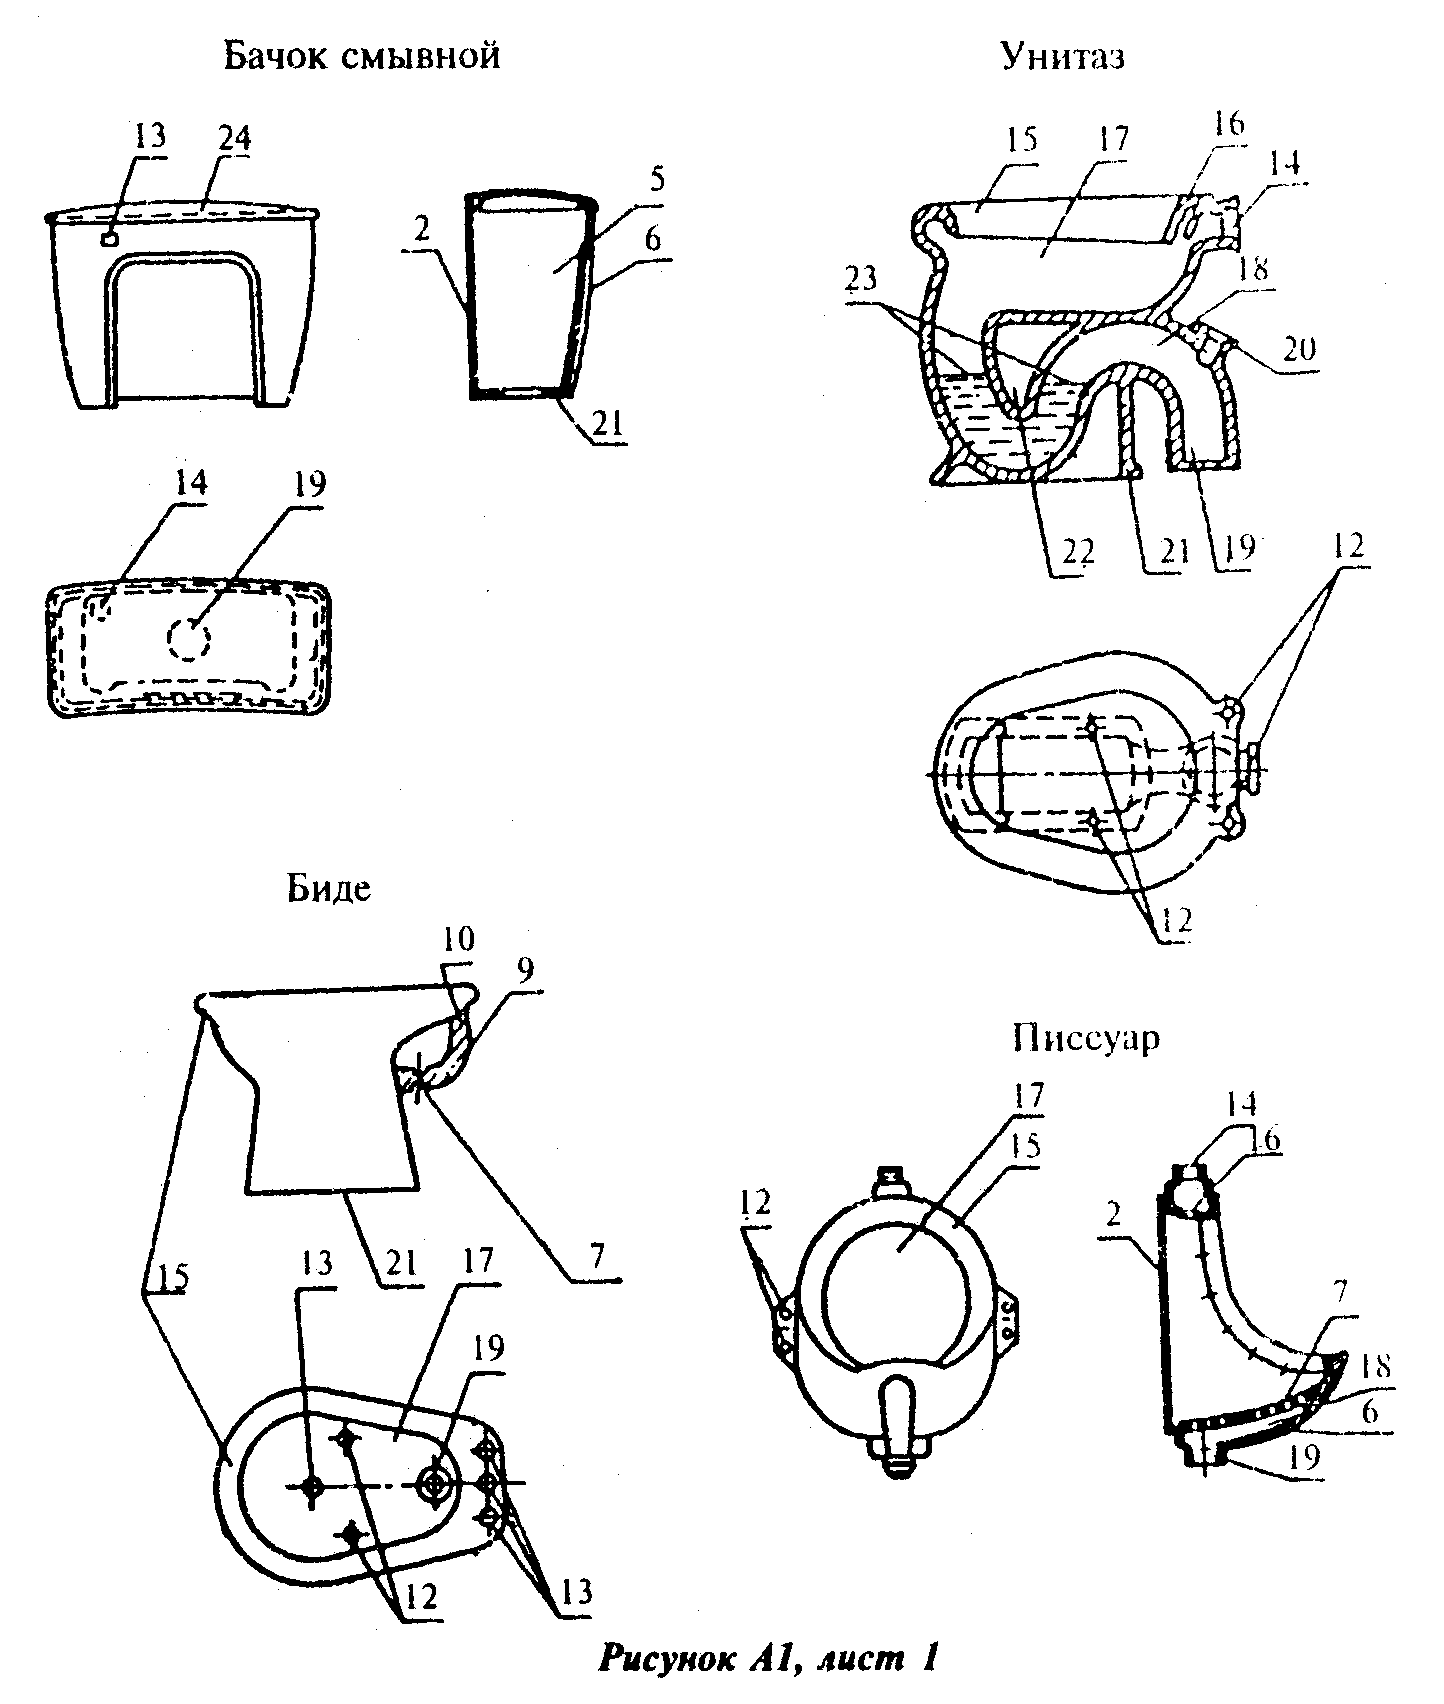 Бачок смывной
13 24
2 5 6 21
14 19
Унитаз
15 17 16 14
23 18 20
22 21 19 12
12
Биде
10 9
15 13 21 17 7
19
12 13
Писсуар
17 15 12
14 16 2 7 18 6 19
Рисунок А1, лист 1